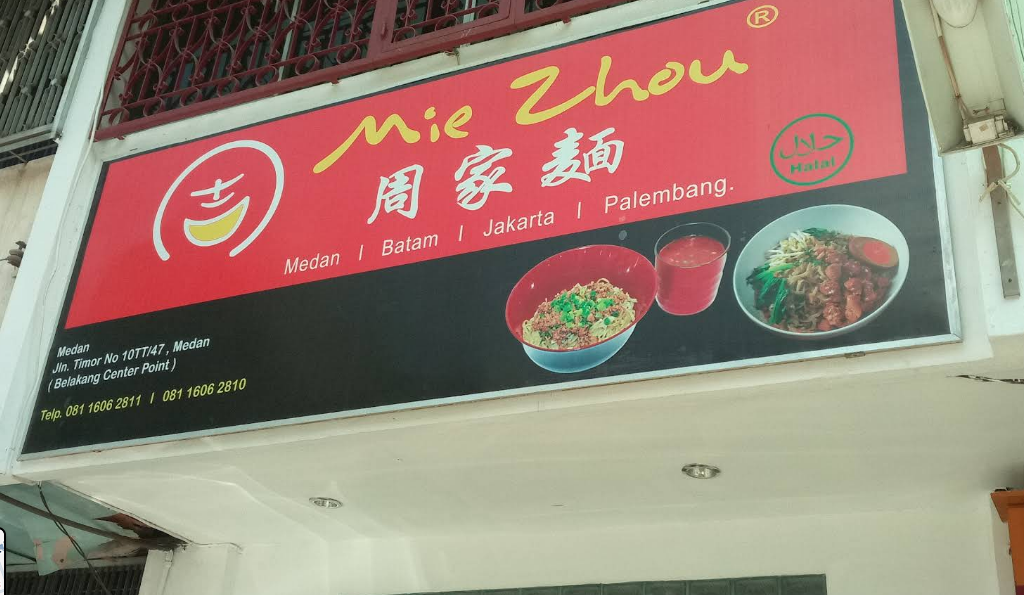 Mie Zhou ®
周家麵
حلال
Halal
Medan | Batam | Jakarta | Palembang.
Medan
Jln. Timor No 10TT/47 , Medan
( Belakang Center Point )
Telp. 081 1606 2811 | 081 1606 2810